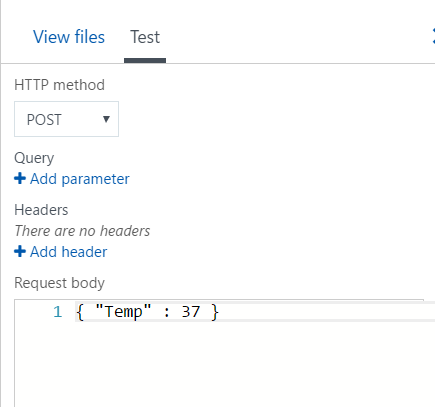 View files Test
HTTP method
POST
Query
+ Add parameter
Headers
There are no headers
+ Add header
Request body
1 { "Temp" : 37 }